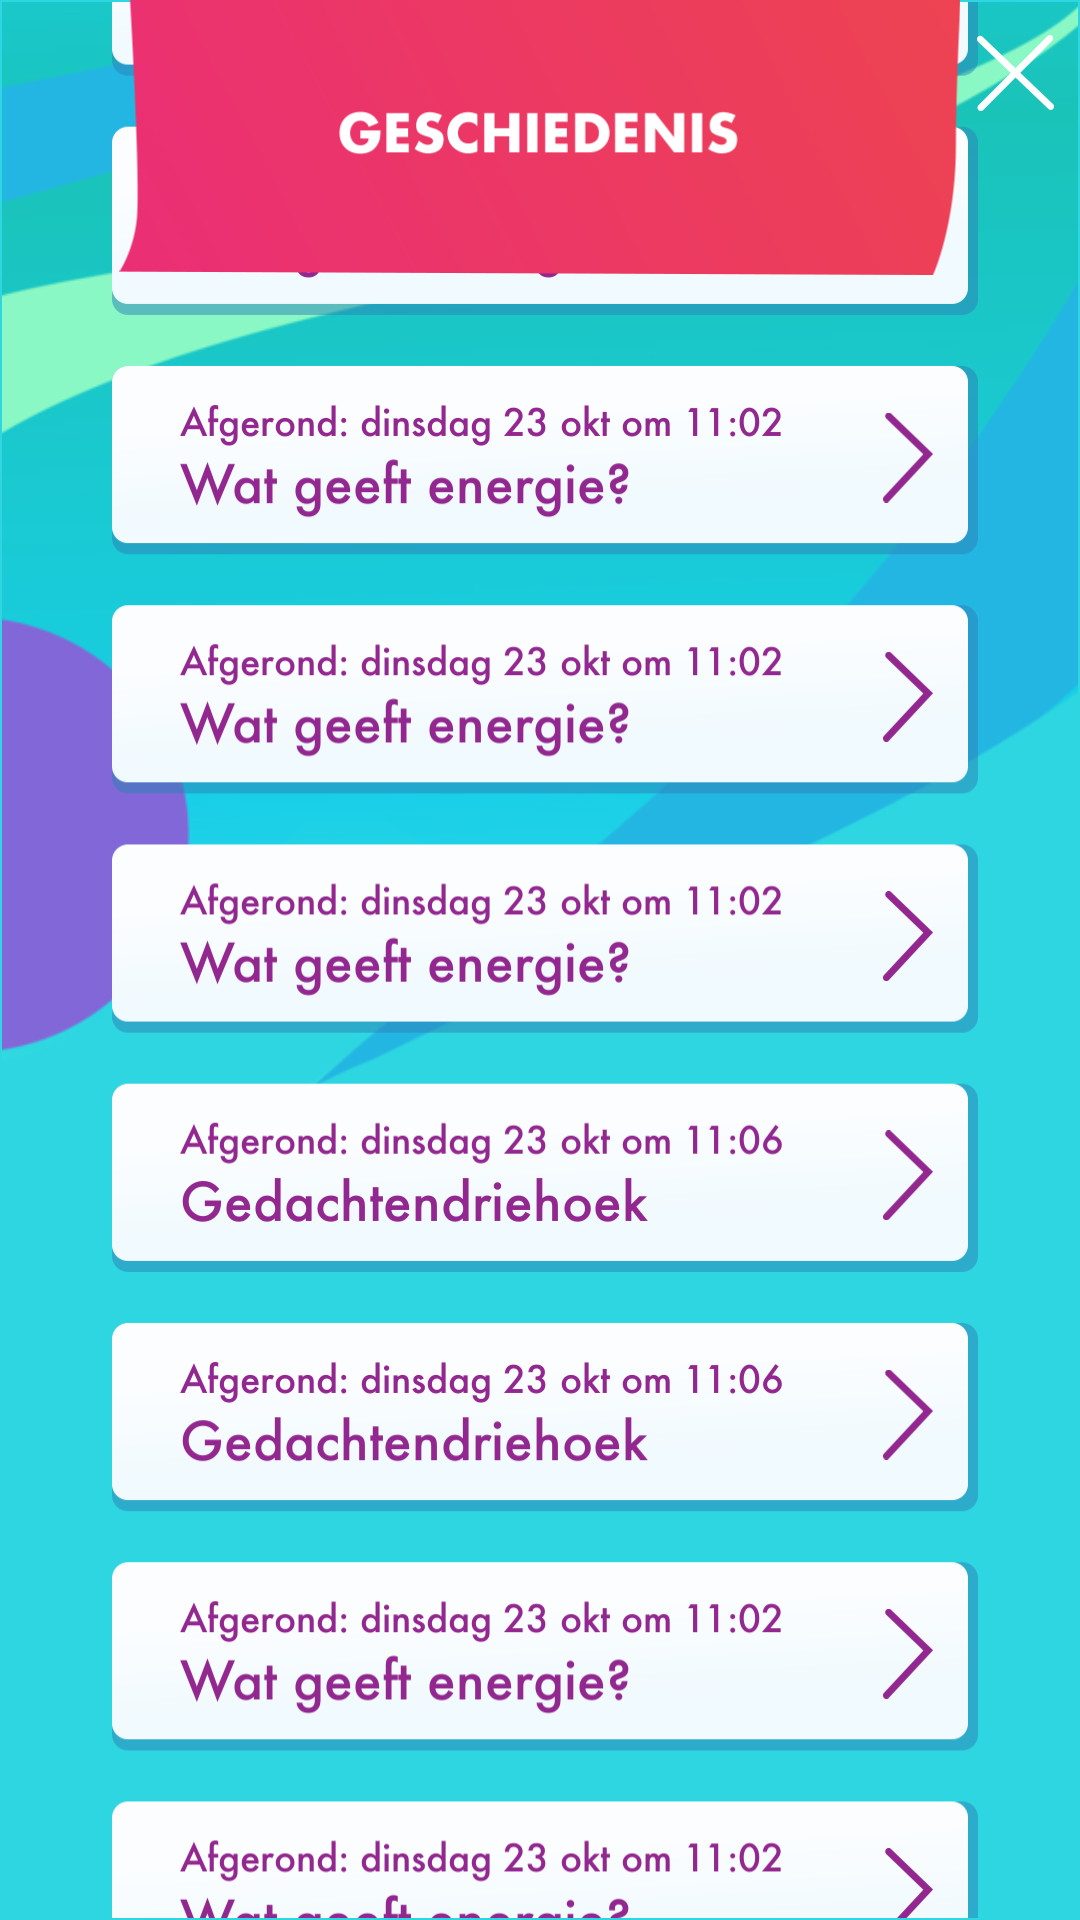 GESCHIEDENIS
Afgerond: dinsdag 23 okt om 11:02
Wat geeft energie?
Afgerond: dinsdag 23 okt om 11:02
Wat geeft energie?
Afgerond: dinsdag 23 okt om 11:02
Wat geeft energie?
Afgerond: dinsdag 23 okt om 11:06
Gedachtendriehoek
Afgerond: dinsdag 23 okt om 11:06
Gedachtendriehoek
Afgerond: dinsdag 23 okt om 11:02
Wat geeft energie?
Afgerond: dinsdag 23 okt om 11:02
Wat geeft energie?